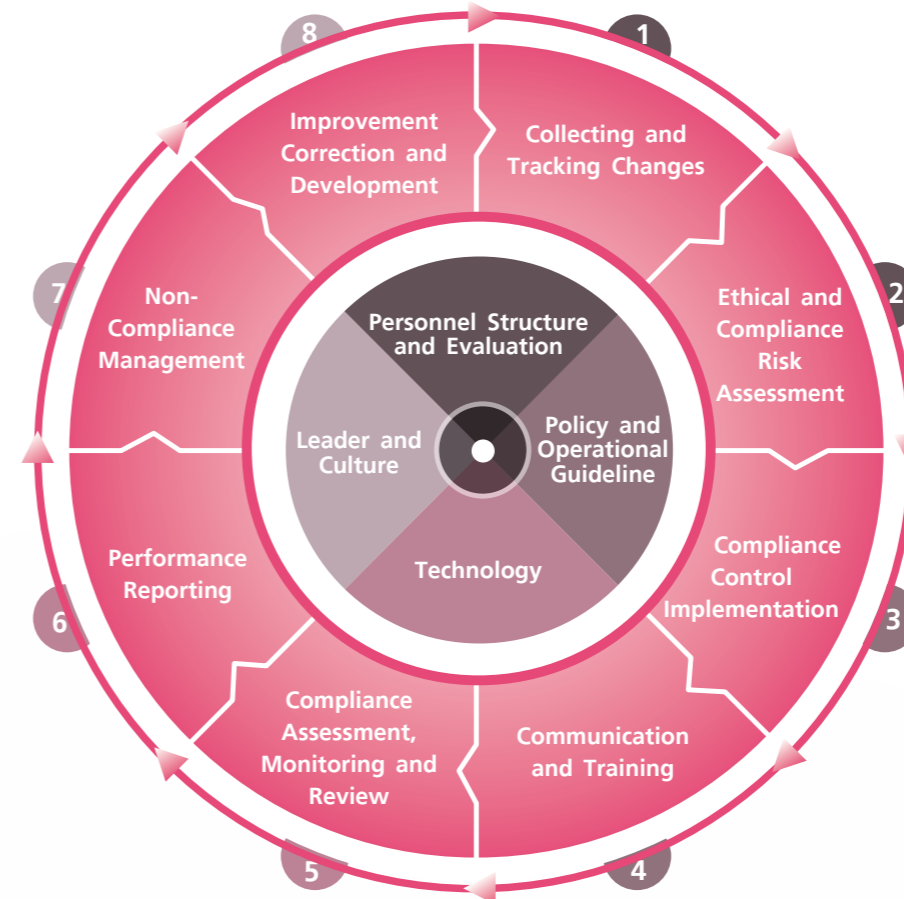 1
Collecting and
Tracking Changes
2
Ethical and
Compliance
Risk
Assessment
3
Compliance
Control
Implementation
4
Communication
and Training
5
Compliance
Assessment,
Monitoring and
Review
6
Performance
Reporting
7
Non-
Compliance
Management
8
Improvement
Correction and
Development
Personnel Structure
and Evaluation
Policy and
Operational
Guideline
Technology
Leader and
Culture